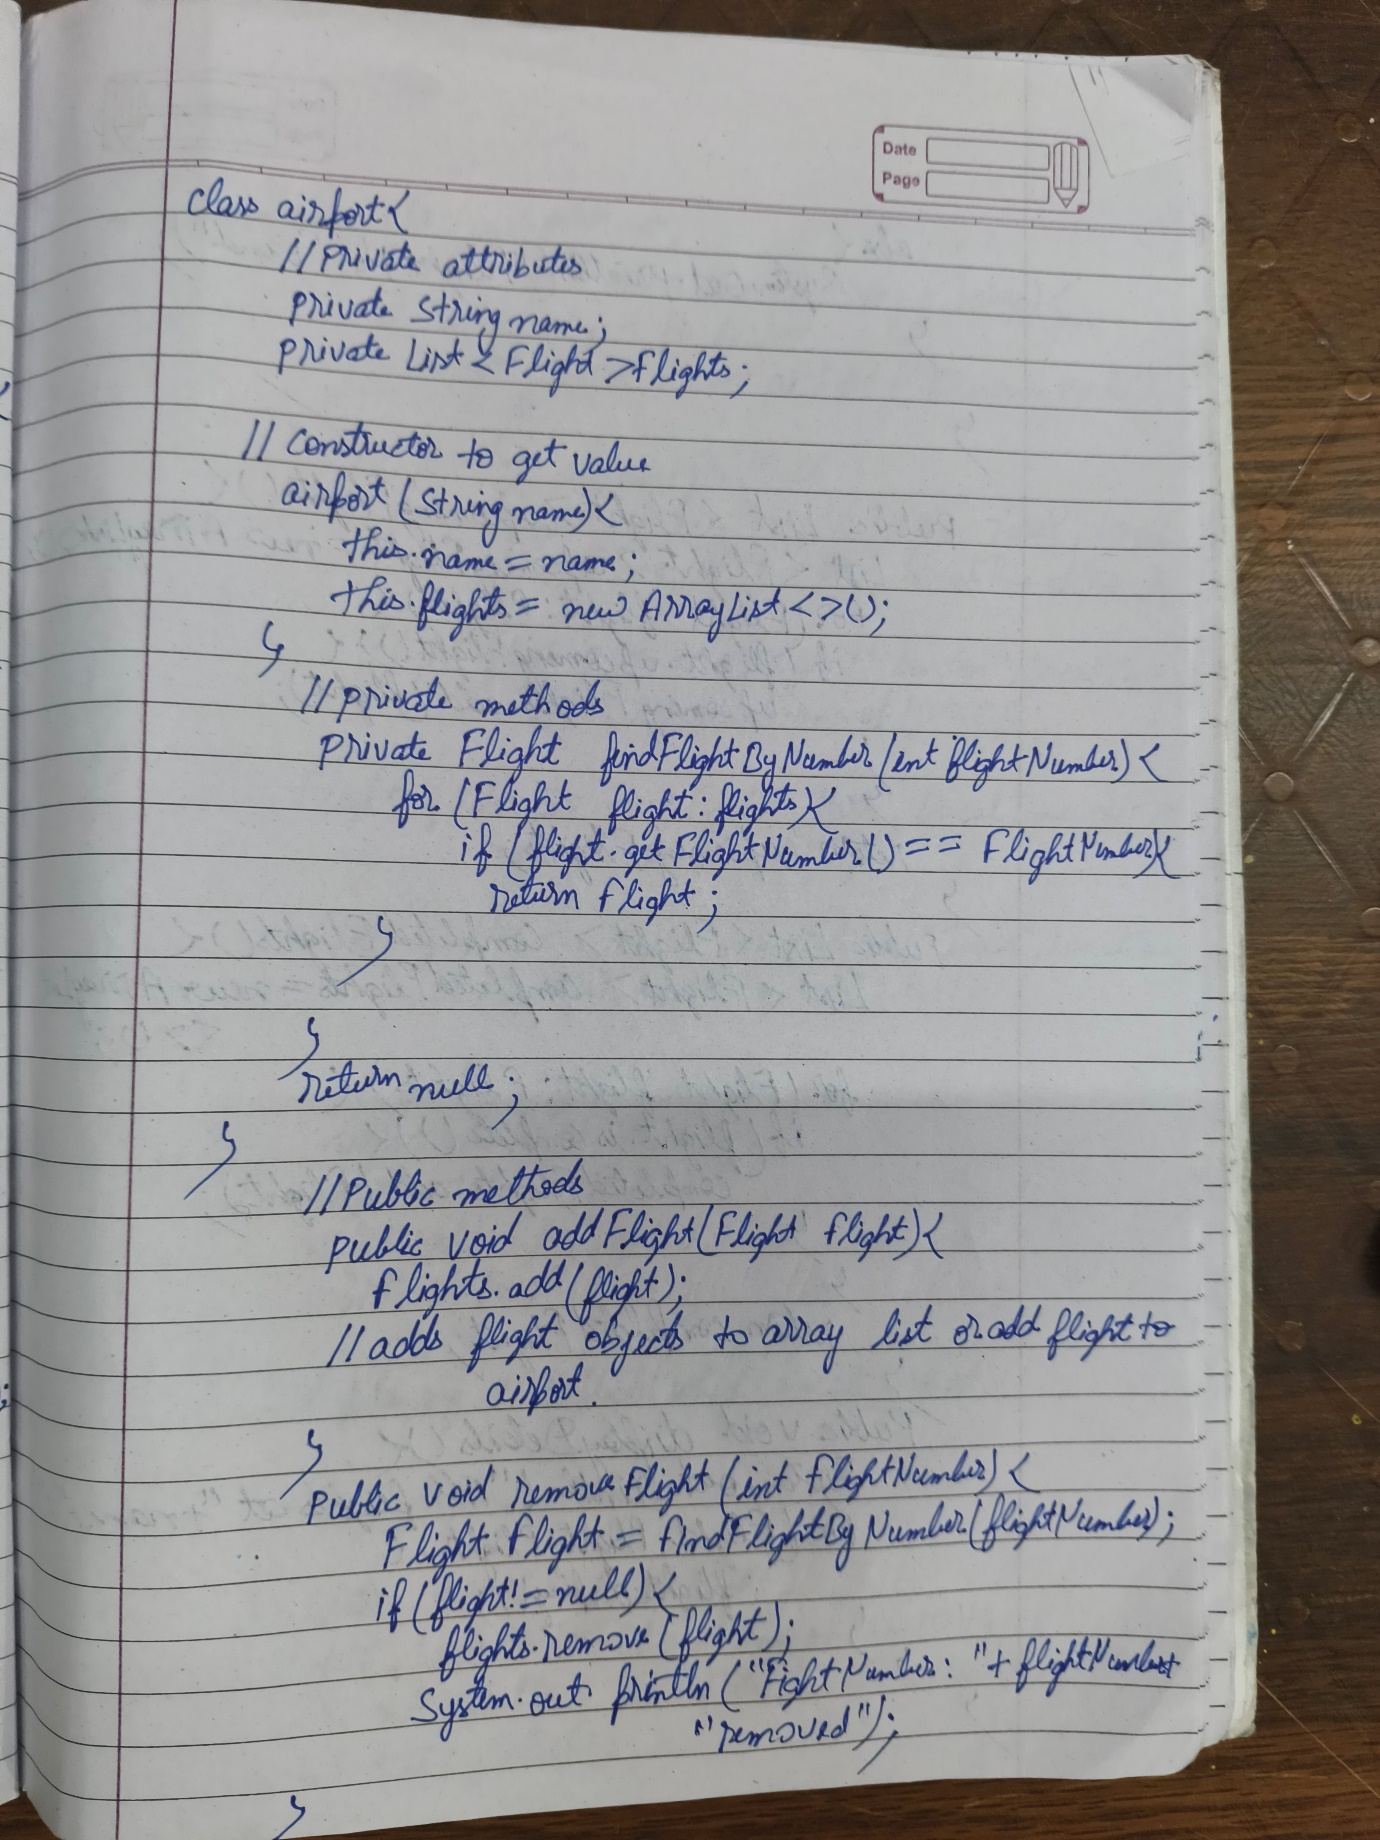 Date
Page
class airport{
//Private attributes
private String name;
private List<Flight>flights;
// Constructor to get value
airport (String name){
this.name = name;
this.flights = new ArrayList<>();
}
//private methods
private Flight findFlightByNumber(int flightNumber){
for (Flight flight : flights){
if (flight.getFlightNumber() == FlightNumber){
return flight;
}
}
return null;
}
//Public methods
public void addFlight(Flight flight){
flights.add(flight);
//adds flight objects to array list or add flight to
airport.
}
Public void removeFlight (int flightNumber){
Flight flight = findFlightByNumber(flightNumber);
if (flight!=null){
flights.remove(flight);
System.out.println("FightNumber: "+ flightNumber+
"removed");
}